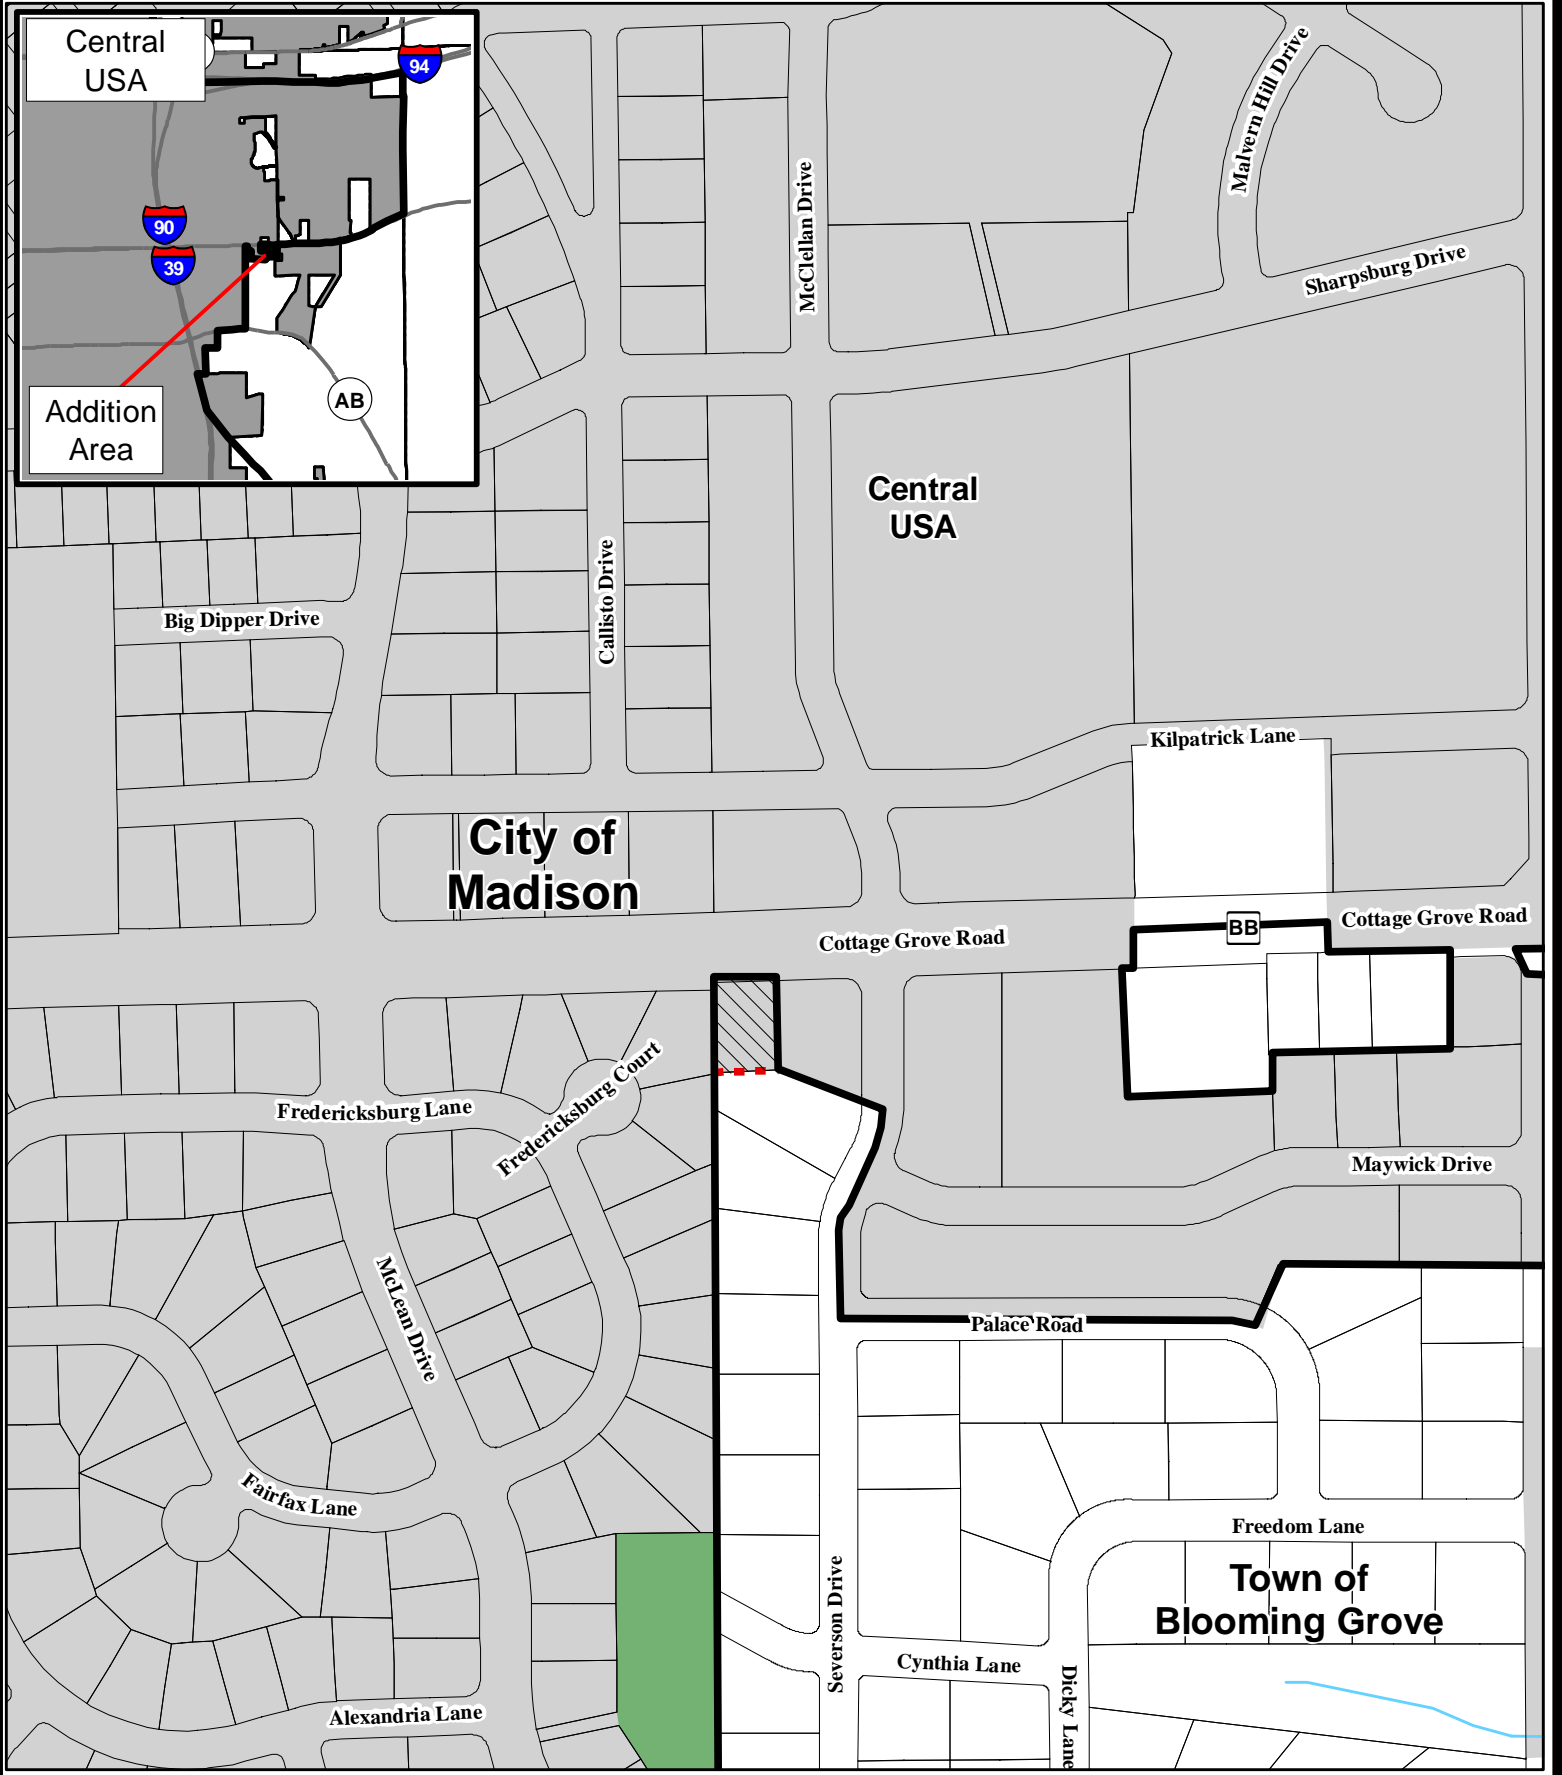 Central
USA
94
90
39
AB
Addition
Area
Malvern Hill Drive
McClellan Drive
Sharpsburg Drive
Central
USA
Callisto Drive
Big Dipper Drive
Kilpatrick Lane
City of
Madison
Cottage Grove Road
BB
Cottage Grove Road
Fredericksburg Lane
Fredericksburg Court
Maywick Drive
McLean Drive
Palace Road
Fairfax Lane
Freedom Lane
Town of
Blooming Grove
Severson Drive
Cynthia Lane
Dicky Lane
Alexandria Lane